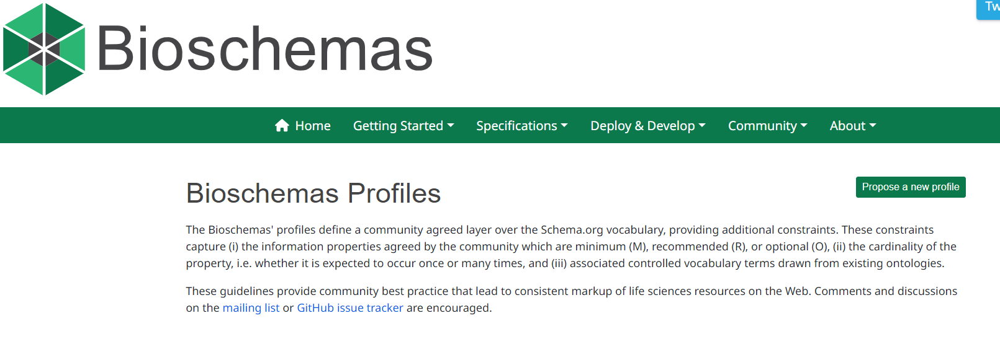 Tw
Bioschemas
Home Getting Started Specifications Deploy & Develop Community About
Bioschemas Profiles
Propose a new profile
The Bioschemas' profiles define a community agreed layer over the Schema.org vocabulary, providing additional constraints. These constraints
capture (i) the information properties agreed by the community which are minimum (M), recommended (R), or optional (O), (ii) the cardinality of the
property, i.e. whether it is expected to occur once or many times, and (iii) associated controlled vocabulary terms drawn from existing ontologies.
These guidelines provide community best practice that lead to consistent markup of life sciences resources on the Web. Comments and discussions
on the mailing list or GitHub issue tracker are encouraged.